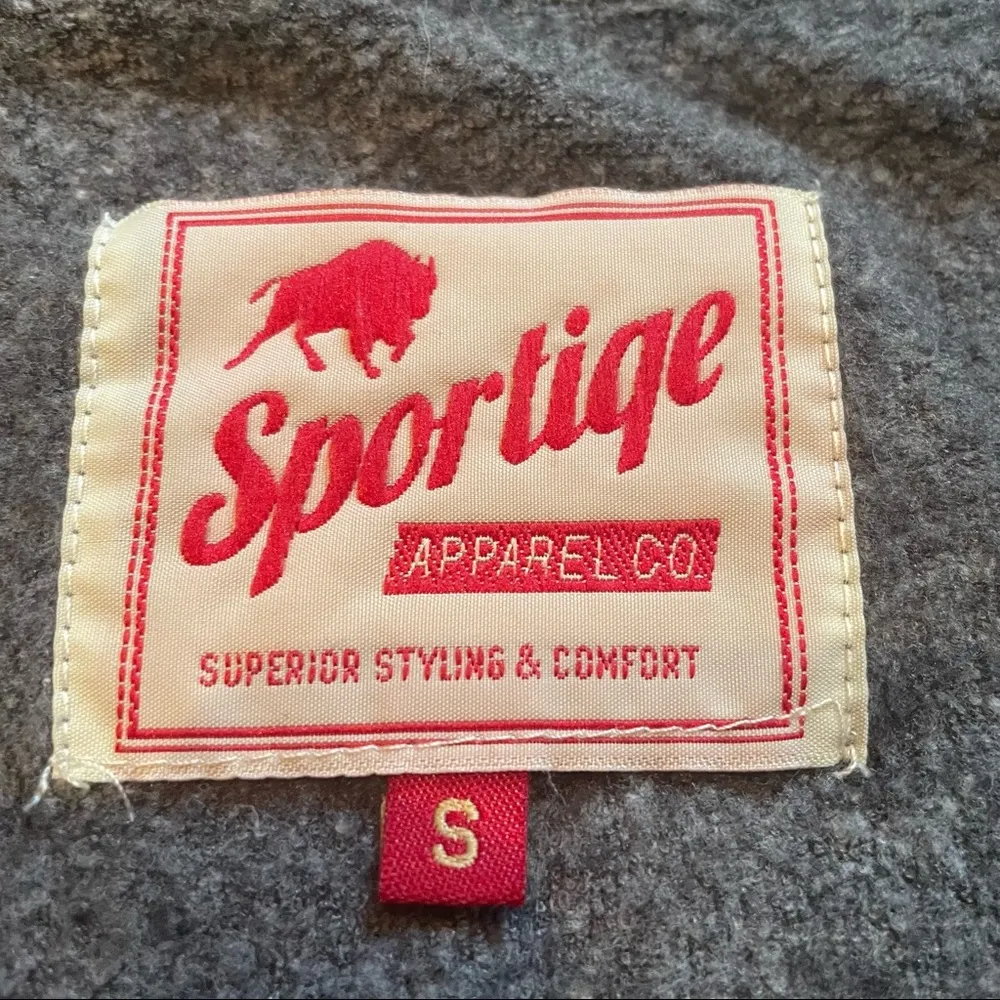 Sportiqe
APPAREL CO.
SUPERIOR STYLING & COMFORT
S